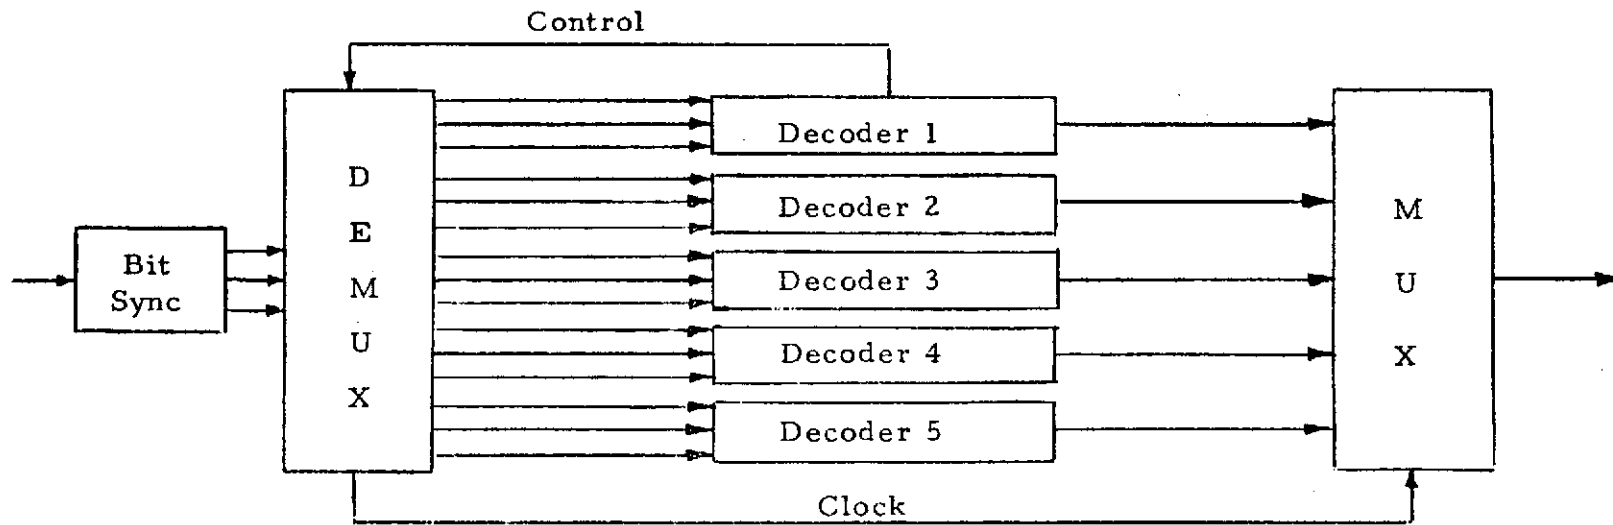 Control
Bit
Sync
D
E
M
U
X
Decoder 1
Decoder 2
Decoder 3
Decoder 4
Decoder 5
M
U
X
Clock